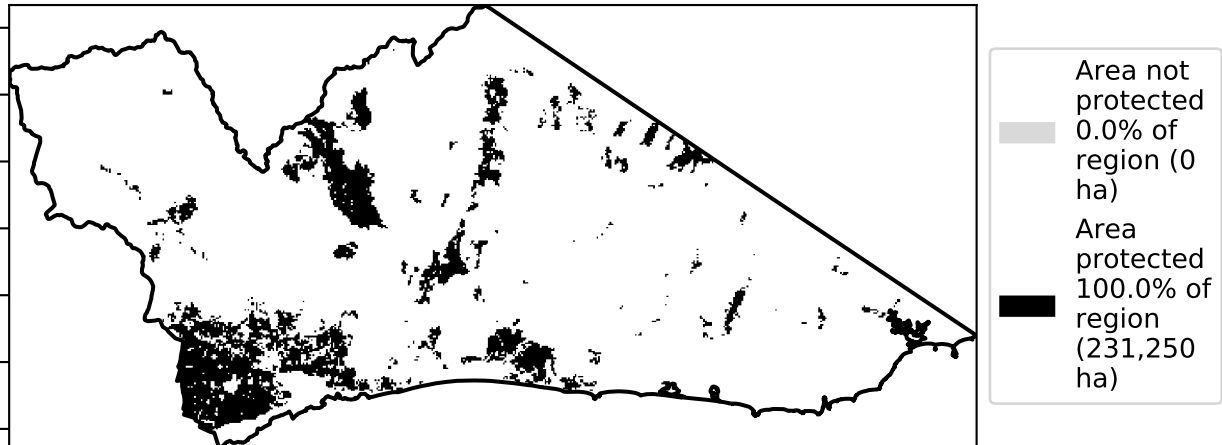 Area not
protected
0.0% of
region (0
ha)
Area
protected
100.0% of
region
(231,250
ha)